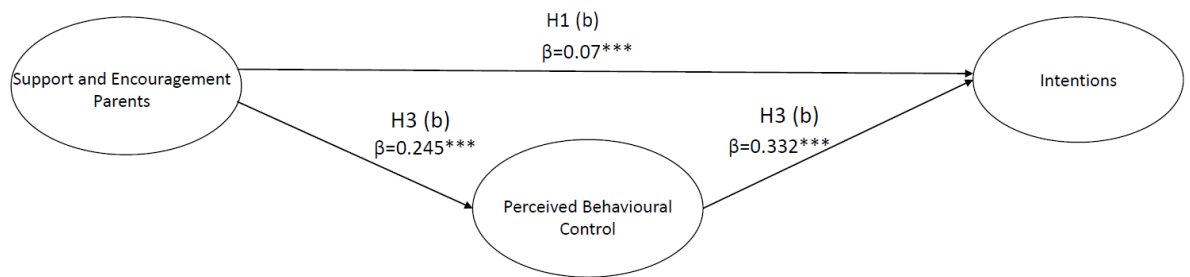 H1 (b)
β=0.07***
Support and Encouragement
Parents
Intentions
H3 (b)
β=0.245***
H3 (b)
β=0.332***
Perceived Behavioural
Control